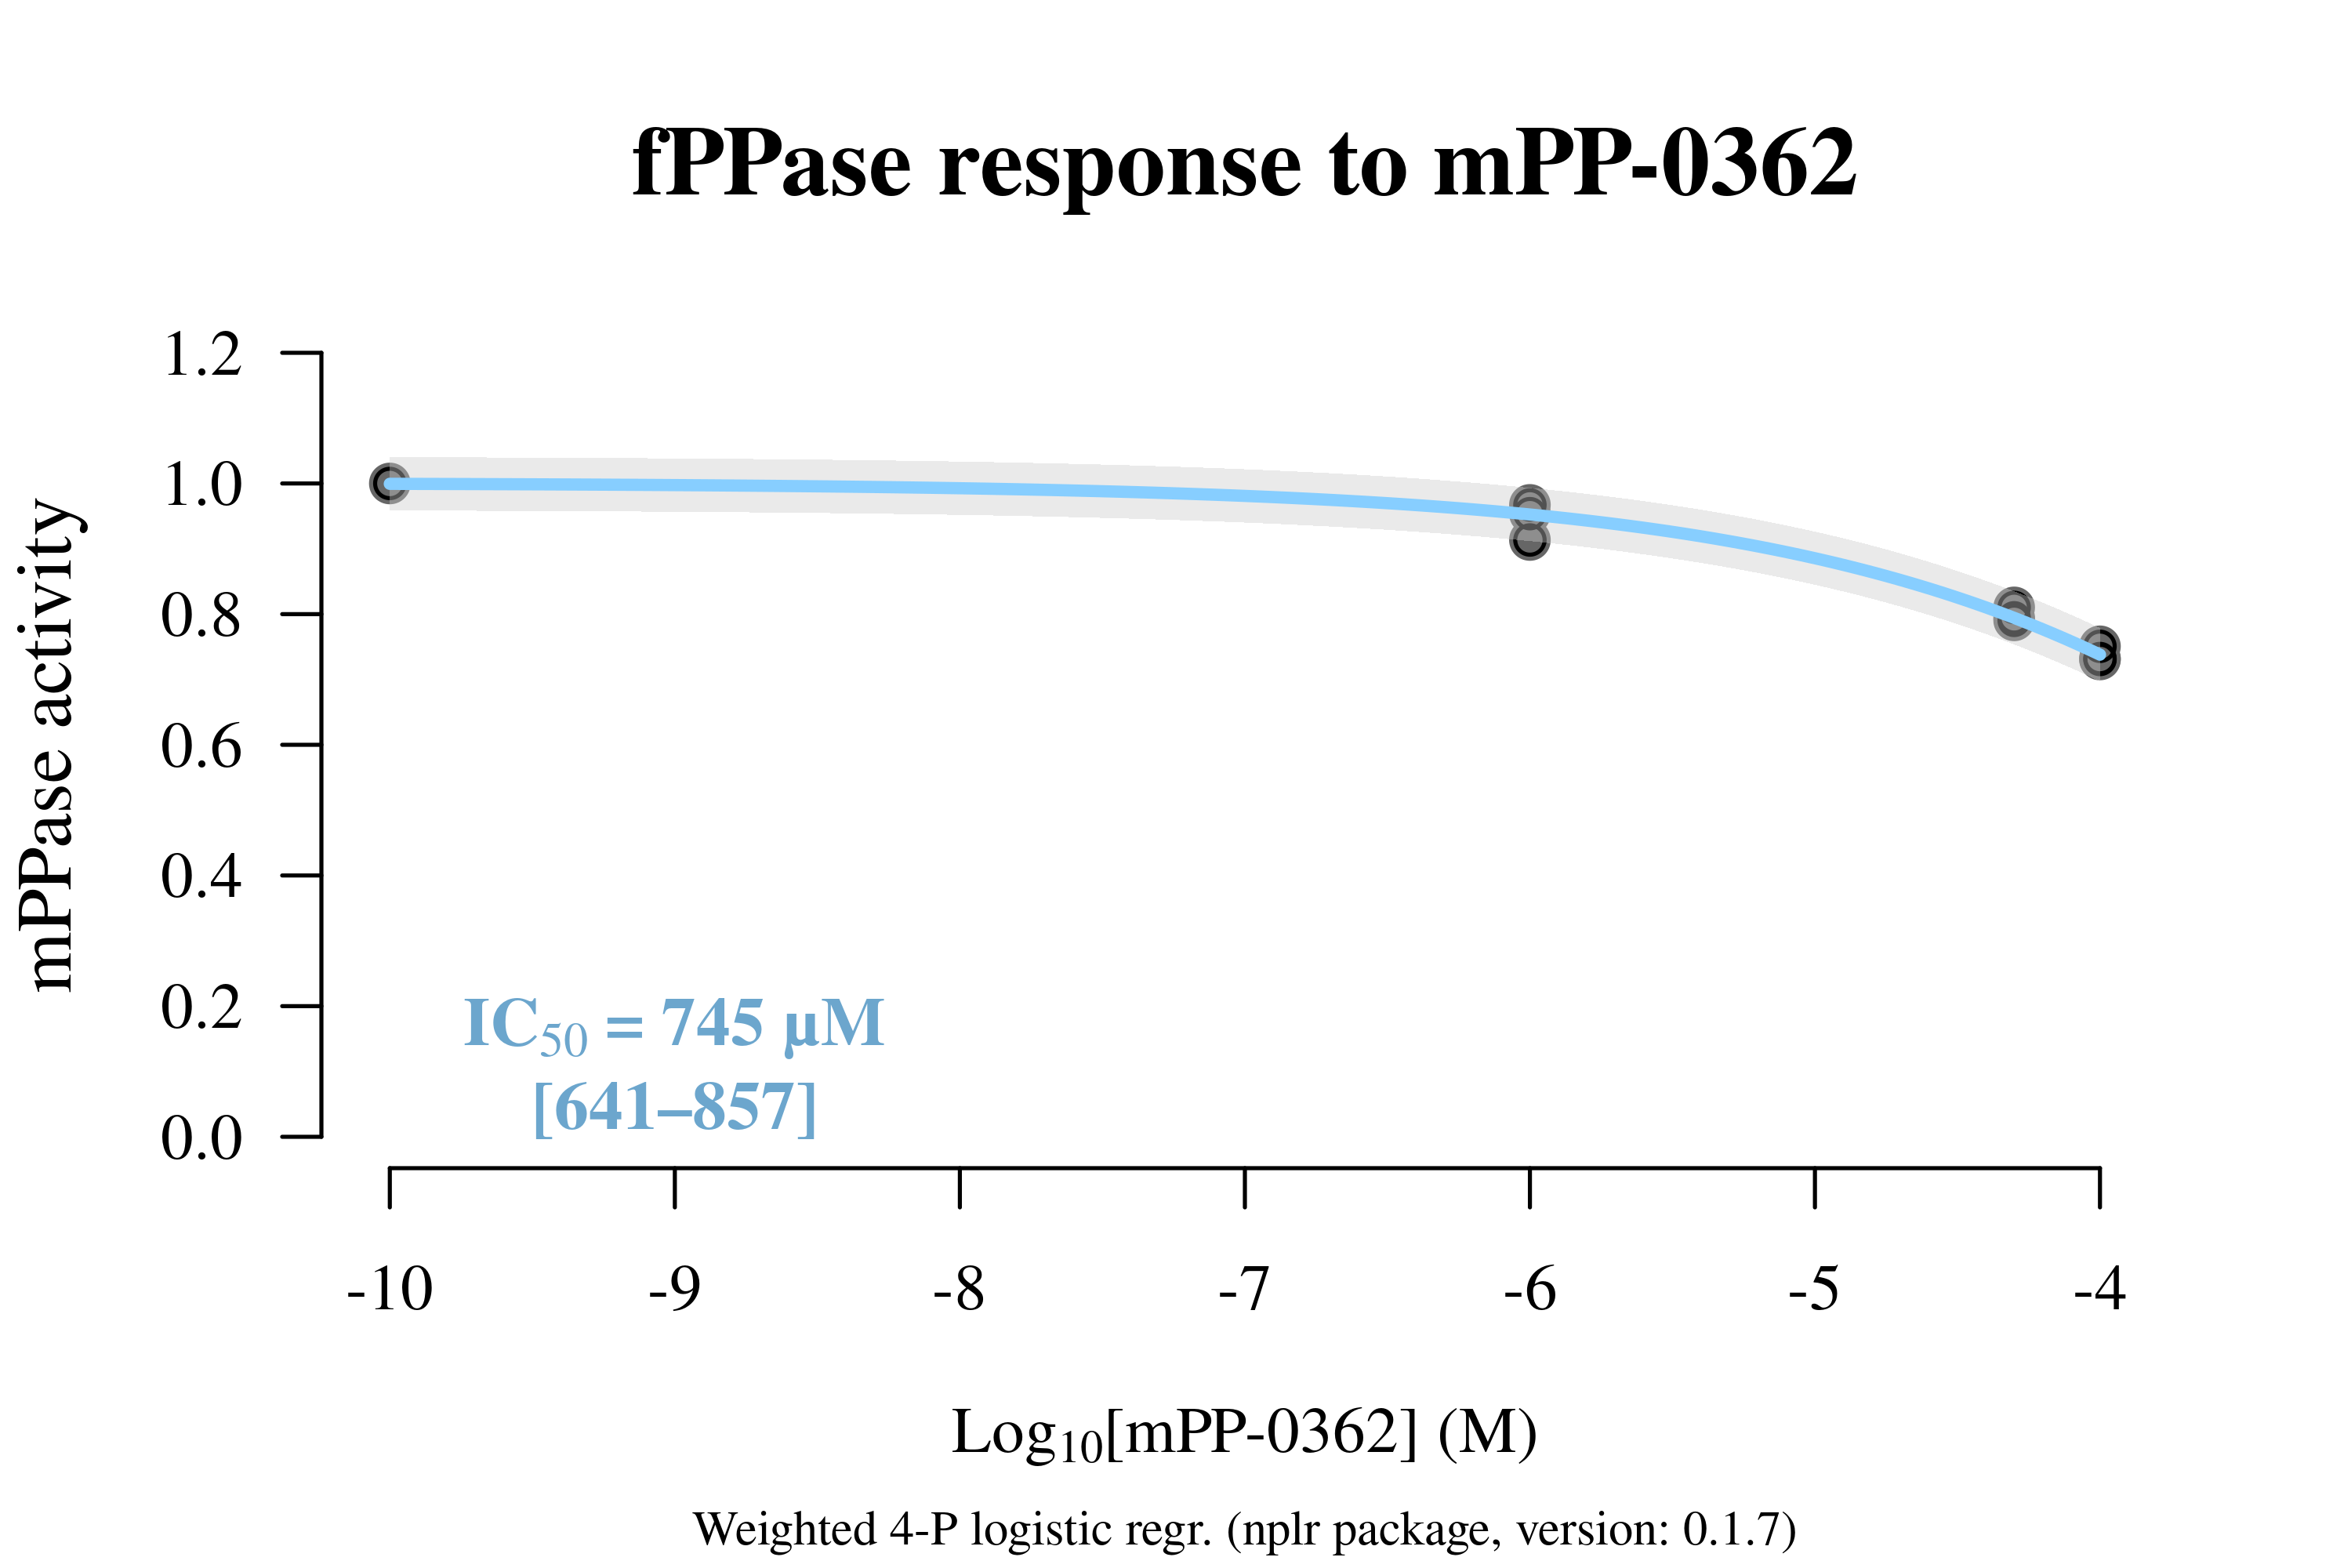 fPPase response to mPP-0362
mPPase activity
1.2
1.0
0.8
0.6
0.4
0.2
0.0
IC₅₀ = 745 µM
[641–857]
-10 -9 -8 -7 -6 -5 -4
Log₁₀[mPP-0362] (M)
Weighted 4-P logistic regr. (nplr package, version: 0.1.7)